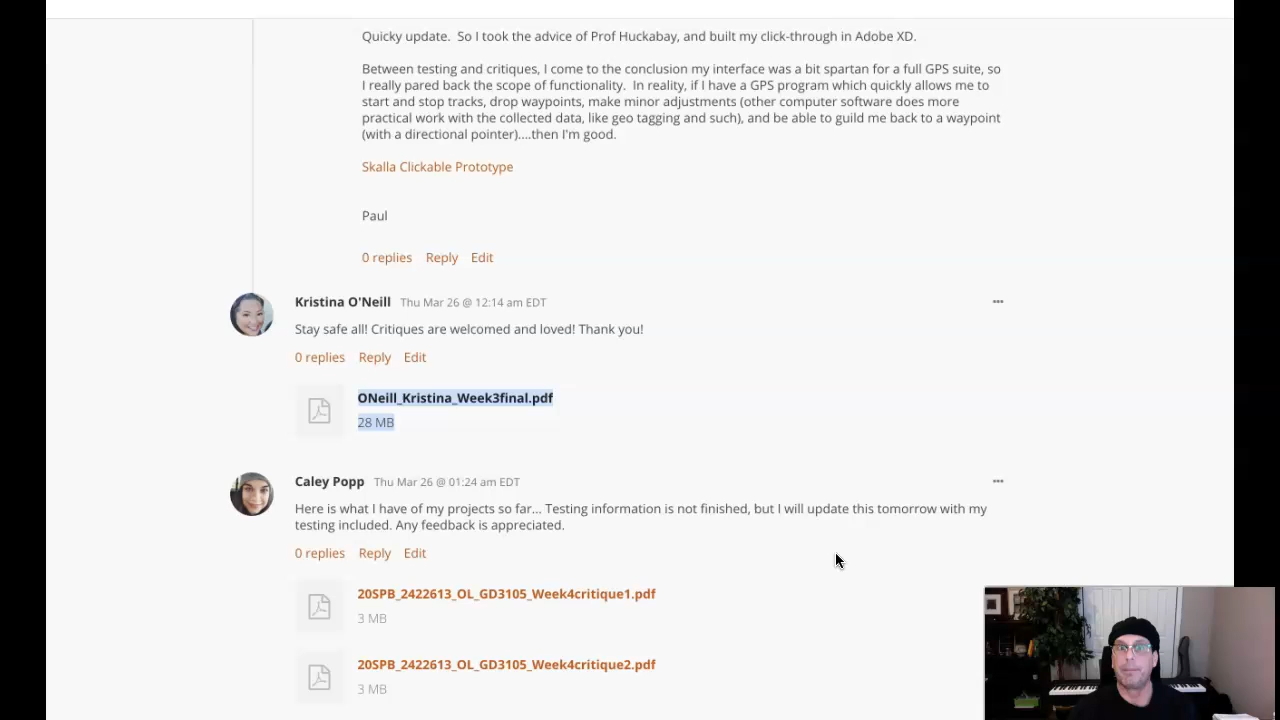 Quicky update.  So I took the advice of Prof Huckabay, and built my click-through in Adobe XD.
Between testing and critiques, I come to the conclusion my interface was a bit spartan for a full GPS suite, so
I really pared back the scope of functionality.  In reality, if I have a GPS program which quickly allows me to
start and stop tracks, drop waypoints, make minor adjustments (other computer software does more
practical work with the collected data, like geo tagging and such), and be able to guild me back to a waypoint
(with a directional pointer)....then I'm good.
Skalla Clickable Prototype
Paul
0 replies Reply Edit
Kristina O'Neill Thu Mar 26 @ 12:14 am EDT
Stay safe all! Critiques are welcomed and loved! Thank you!
0 replies Reply Edit
ONeill_Kristina_Week3final.pdf
28 MB
Caley Popp Thu Mar 26 @ 01:24 am EDT
Here is what I have of my projects so far... Testing information is not finished, but I will update this tomorrow with my
testing included. Any feedback is appreciated.
0 replies Reply Edit
20SPB_2422613_OL_GD3105_Week4critique1.pdf
3 MB
20SPB_2422613_OL_GD3105_Week4critique2.pdf
3 MB